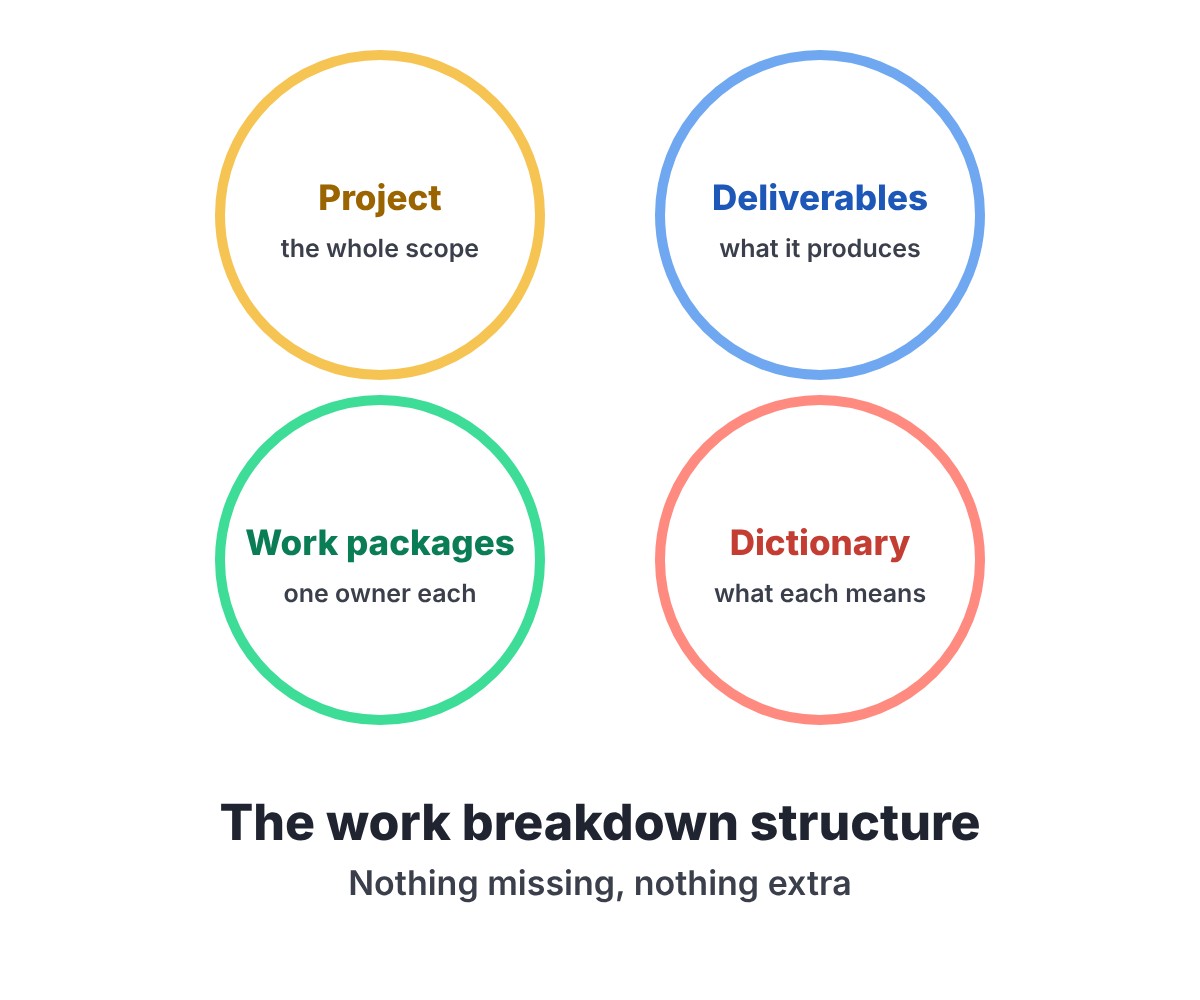 Project
the whole scope
Deliverables
what it produces
Work packages
one owner each
Dictionary
what each means
The work breakdown structure
Nothing missing, nothing extra